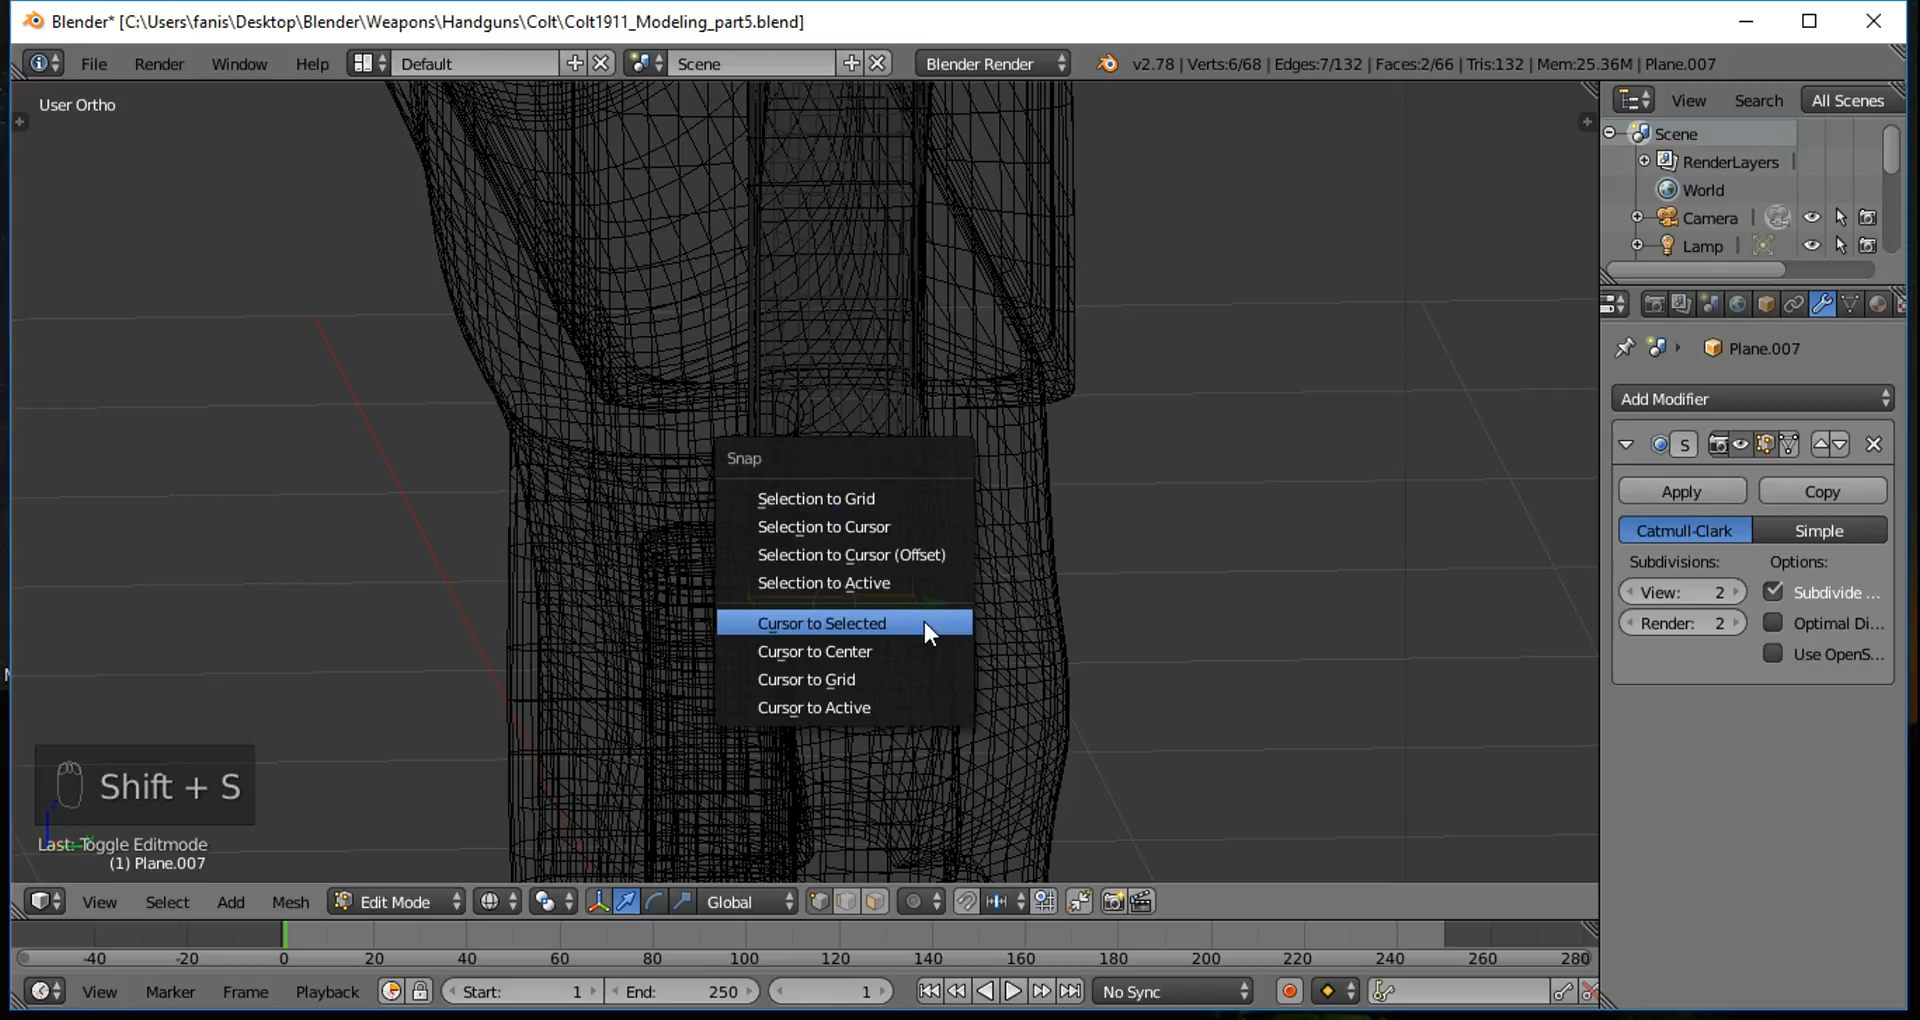 Blender* [C:\Users\fanis\Desktop\Blender\Weapons\Handguns\Colt\Colt1911_Modeling_part5.blend]
File Render Window Help Default Scene Blender Render v2.78 | Verts:6/68 | Edges:7/132 | Faces:2/66 | Tris:132 | Mem:25.36M | Plane.007
User Ortho
View Search All Scenes
Scene
RenderLayers
World
Camera
Lamp
Plane.007
Add Modifier
S
Apply Copy
Catmull-Clark Simple
Subdivisions: Options:
View: 2 Subdivide ...
Render: 2 Optimal Di...
Use OpenS...
Snap
Selection to Grid
Selection to Cursor
Selection to Cursor (Offset)
Selection to Active
Cursor to Selected
Cursor to Center
Cursor to Grid
Cursor to Active
Shift + S
Last: Toggle Editmode
(1) Plane.007
View Select Add Mesh Edit Mode Global
-40 -20 0 20 40 60 80 100 120 140 160 180 200 220 240 260 280
View Marker Frame Playback Start: 1 End: 250 1 No Sync